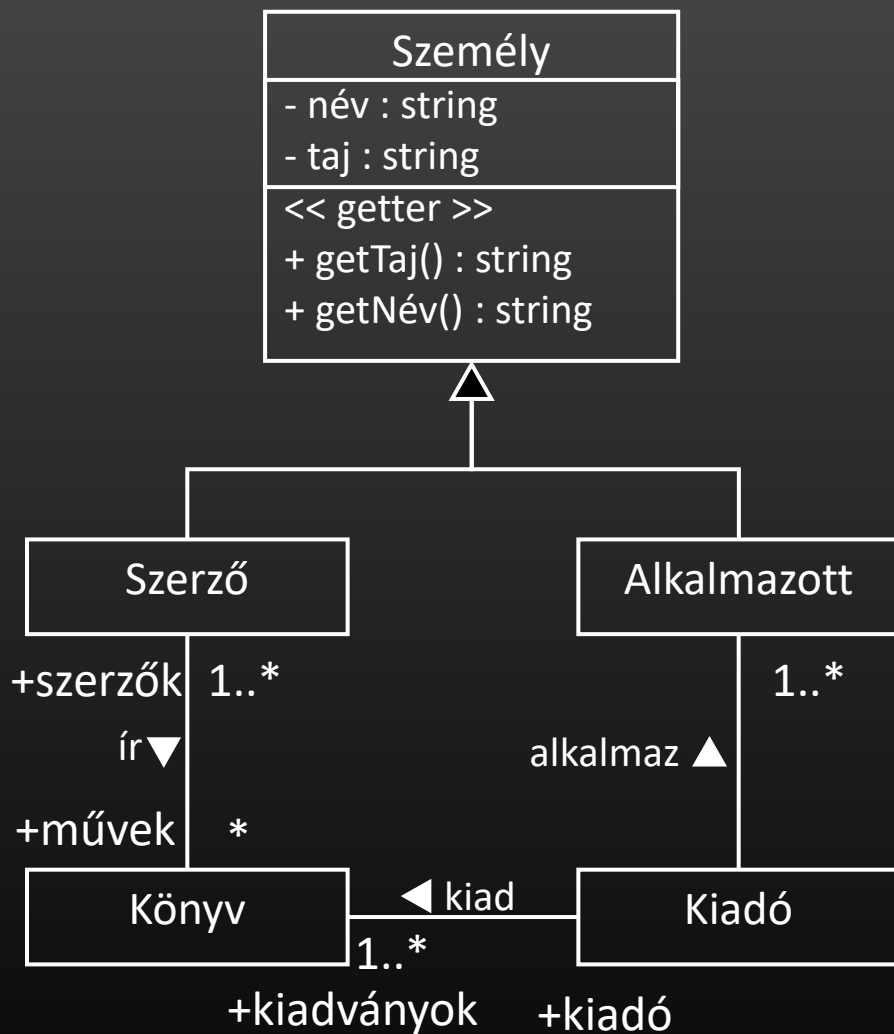 Személy
- név : string
- taj : string
<< getter >>
+ getTaj() : string
+ getNév() : string
Szerző
Alkalmazott
+szerzők 1..*
1..*
ír
alkalmaz
+művek *
Könyv
kiad
Kiadó
1..*
+kiadványok
+kiadó